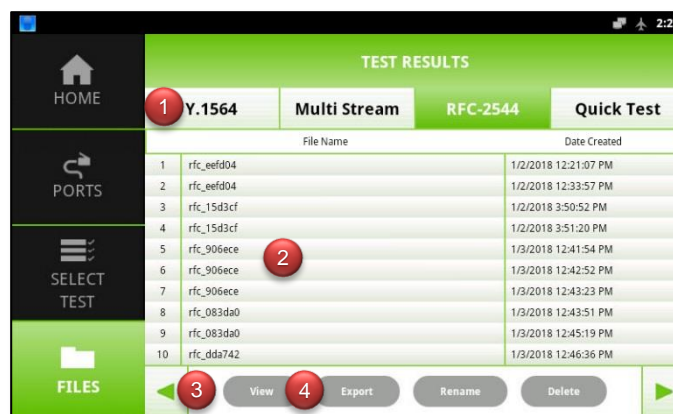 2:2
HOME
PORTS
SELECT
TEST
FILES
TEST RESULTS
1 Y.1564 Multi Stream RFC-2544 Quick Test
File Name Date Created
1 rfc_eefd04 1/2/2018 12:21:07 PM
2 rfc_eefd04 1/2/2018 12:33:57 PM
3 rfc_15d3cf 1/2/2018 3:50:52 PM
4 rfc_15d3cf 1/2/2018 3:51:20 PM
5 rfc_906ece 1/3/2018 12:41:54 PM
2
6 rfc_906ece 1/3/2018 12:42:52 PM
7 rfc_906ece 1/3/2018 12:43:23 PM
8 rfc_083da0 1/3/2018 12:43:51 PM
9 rfc_083da0 1/3/2018 12:45:19 PM
10 rfc_dda742 1/3/2018 12:46:36 PM
3 View 4 Export Rename Delete